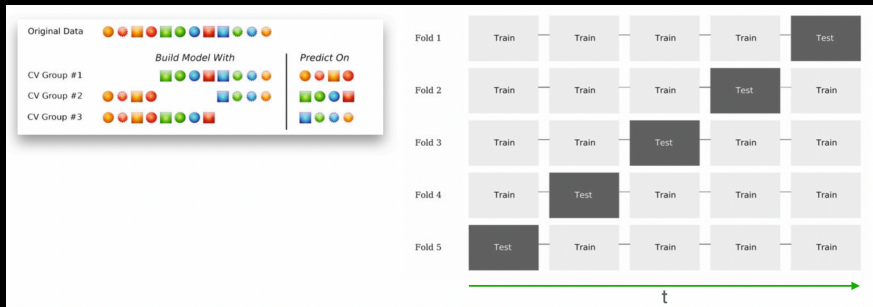 Original Data
Build Model With Predict On
CV Group #1
CV Group #2
CV Group #3
Fold 1 Train Train Train Train Test
Fold 2 Train Train Train Test Train
Fold 3 Train Train Test Train Train
Fold 4 Train Test Train Train Train
Fold 5 Test Train Train Train Train
t